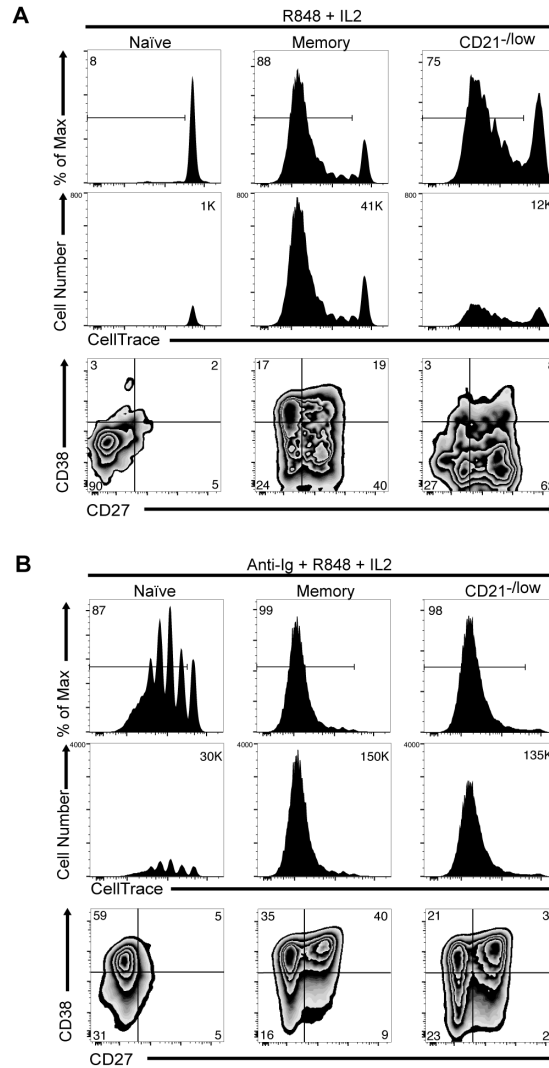 A
R848 + IL2
Naïve Memory CD21-/low
8 88 75
% of Max
800 1K 800 41K 800 12K
Cell Number
CellTrace
3 2 17 19 3
CD38
90 5 24 40 27
CD27
B
Anti-Ig + R848 + IL2
Naïve Memory CD21-/low
87 99 98
% of Max
4000 30K 4000 150K 4000 135K
Cell Number
CellTrace
59 5 35 40 21
CD38
31 5 16 9 23
CD27